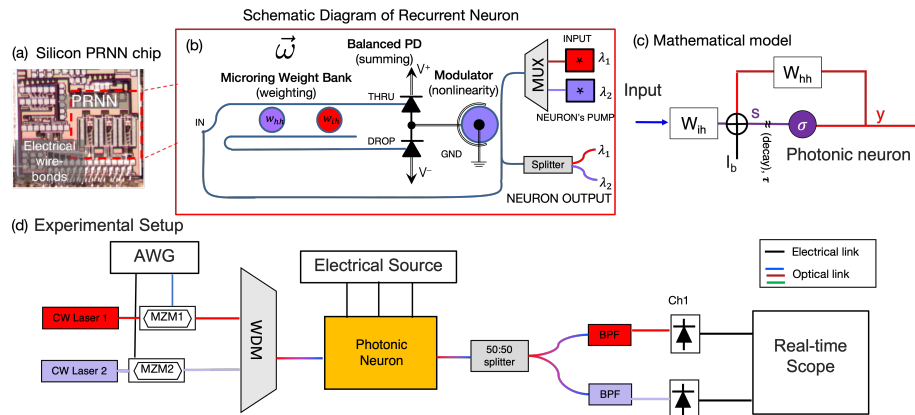 Schematic Diagram of Recurrent Neuron
(a) Silicon PRNN chip
PRNN
Electrical
wire-
bonds
(b)
ω
Microring Weight Bank
(weighting)
w_hh
w_ih
IN
THRU
DROP
Balanced PD
(summing)
V⁺
V⁻
Modulator
(nonlinearity)
GND
MUX
INPUT
* λ₁
* λ₂
NEURON's PUMP
Splitter
λ₁
λ₂
NEURON OUTPUT
(c) Mathematical model
W_hh
Input
W_ih
s
σ
y
I_b
≈ (decay), τ
Photonic neuron
(d) Experimental Setup
AWG
CW Laser 1
MZM1
CW Laser 2
MZM2
WDM
Electrical Source
Photonic
Neuron
50:50
splitter
BPF
BPF
Ch1
Ch2
Real-time
Scope
Electrical link
Optical link